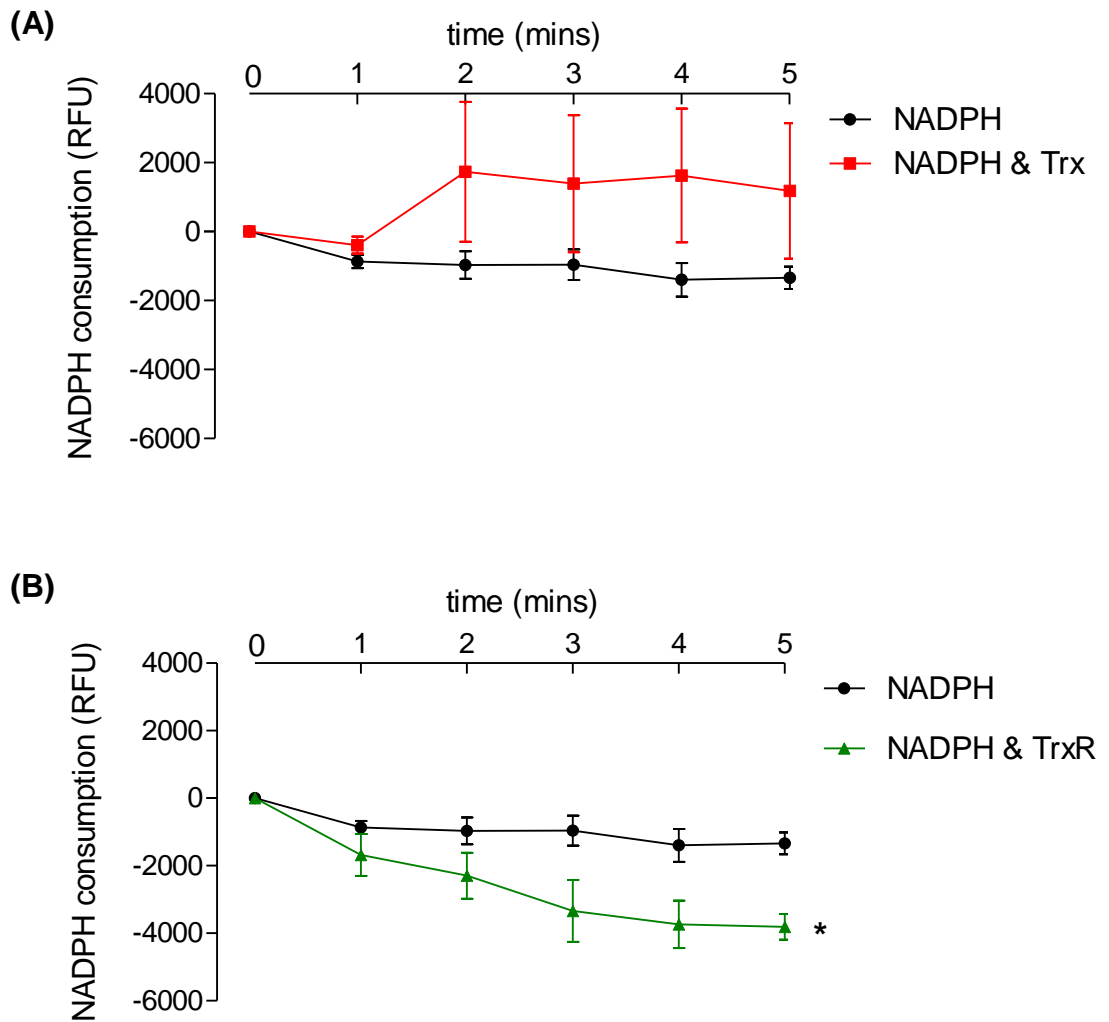 (A)
time (mins)
0 1 2 3 4 5
NADPH consumption (RFU)
4000
2000
0
-2000
-4000
-6000
NADPH
NADPH & Trx
(B)
time (mins)
0 1 2 3 4 5
NADPH consumption (RFU)
4000
2000
0
-2000
-4000
-6000
NADPH
NADPH & TrxR
*